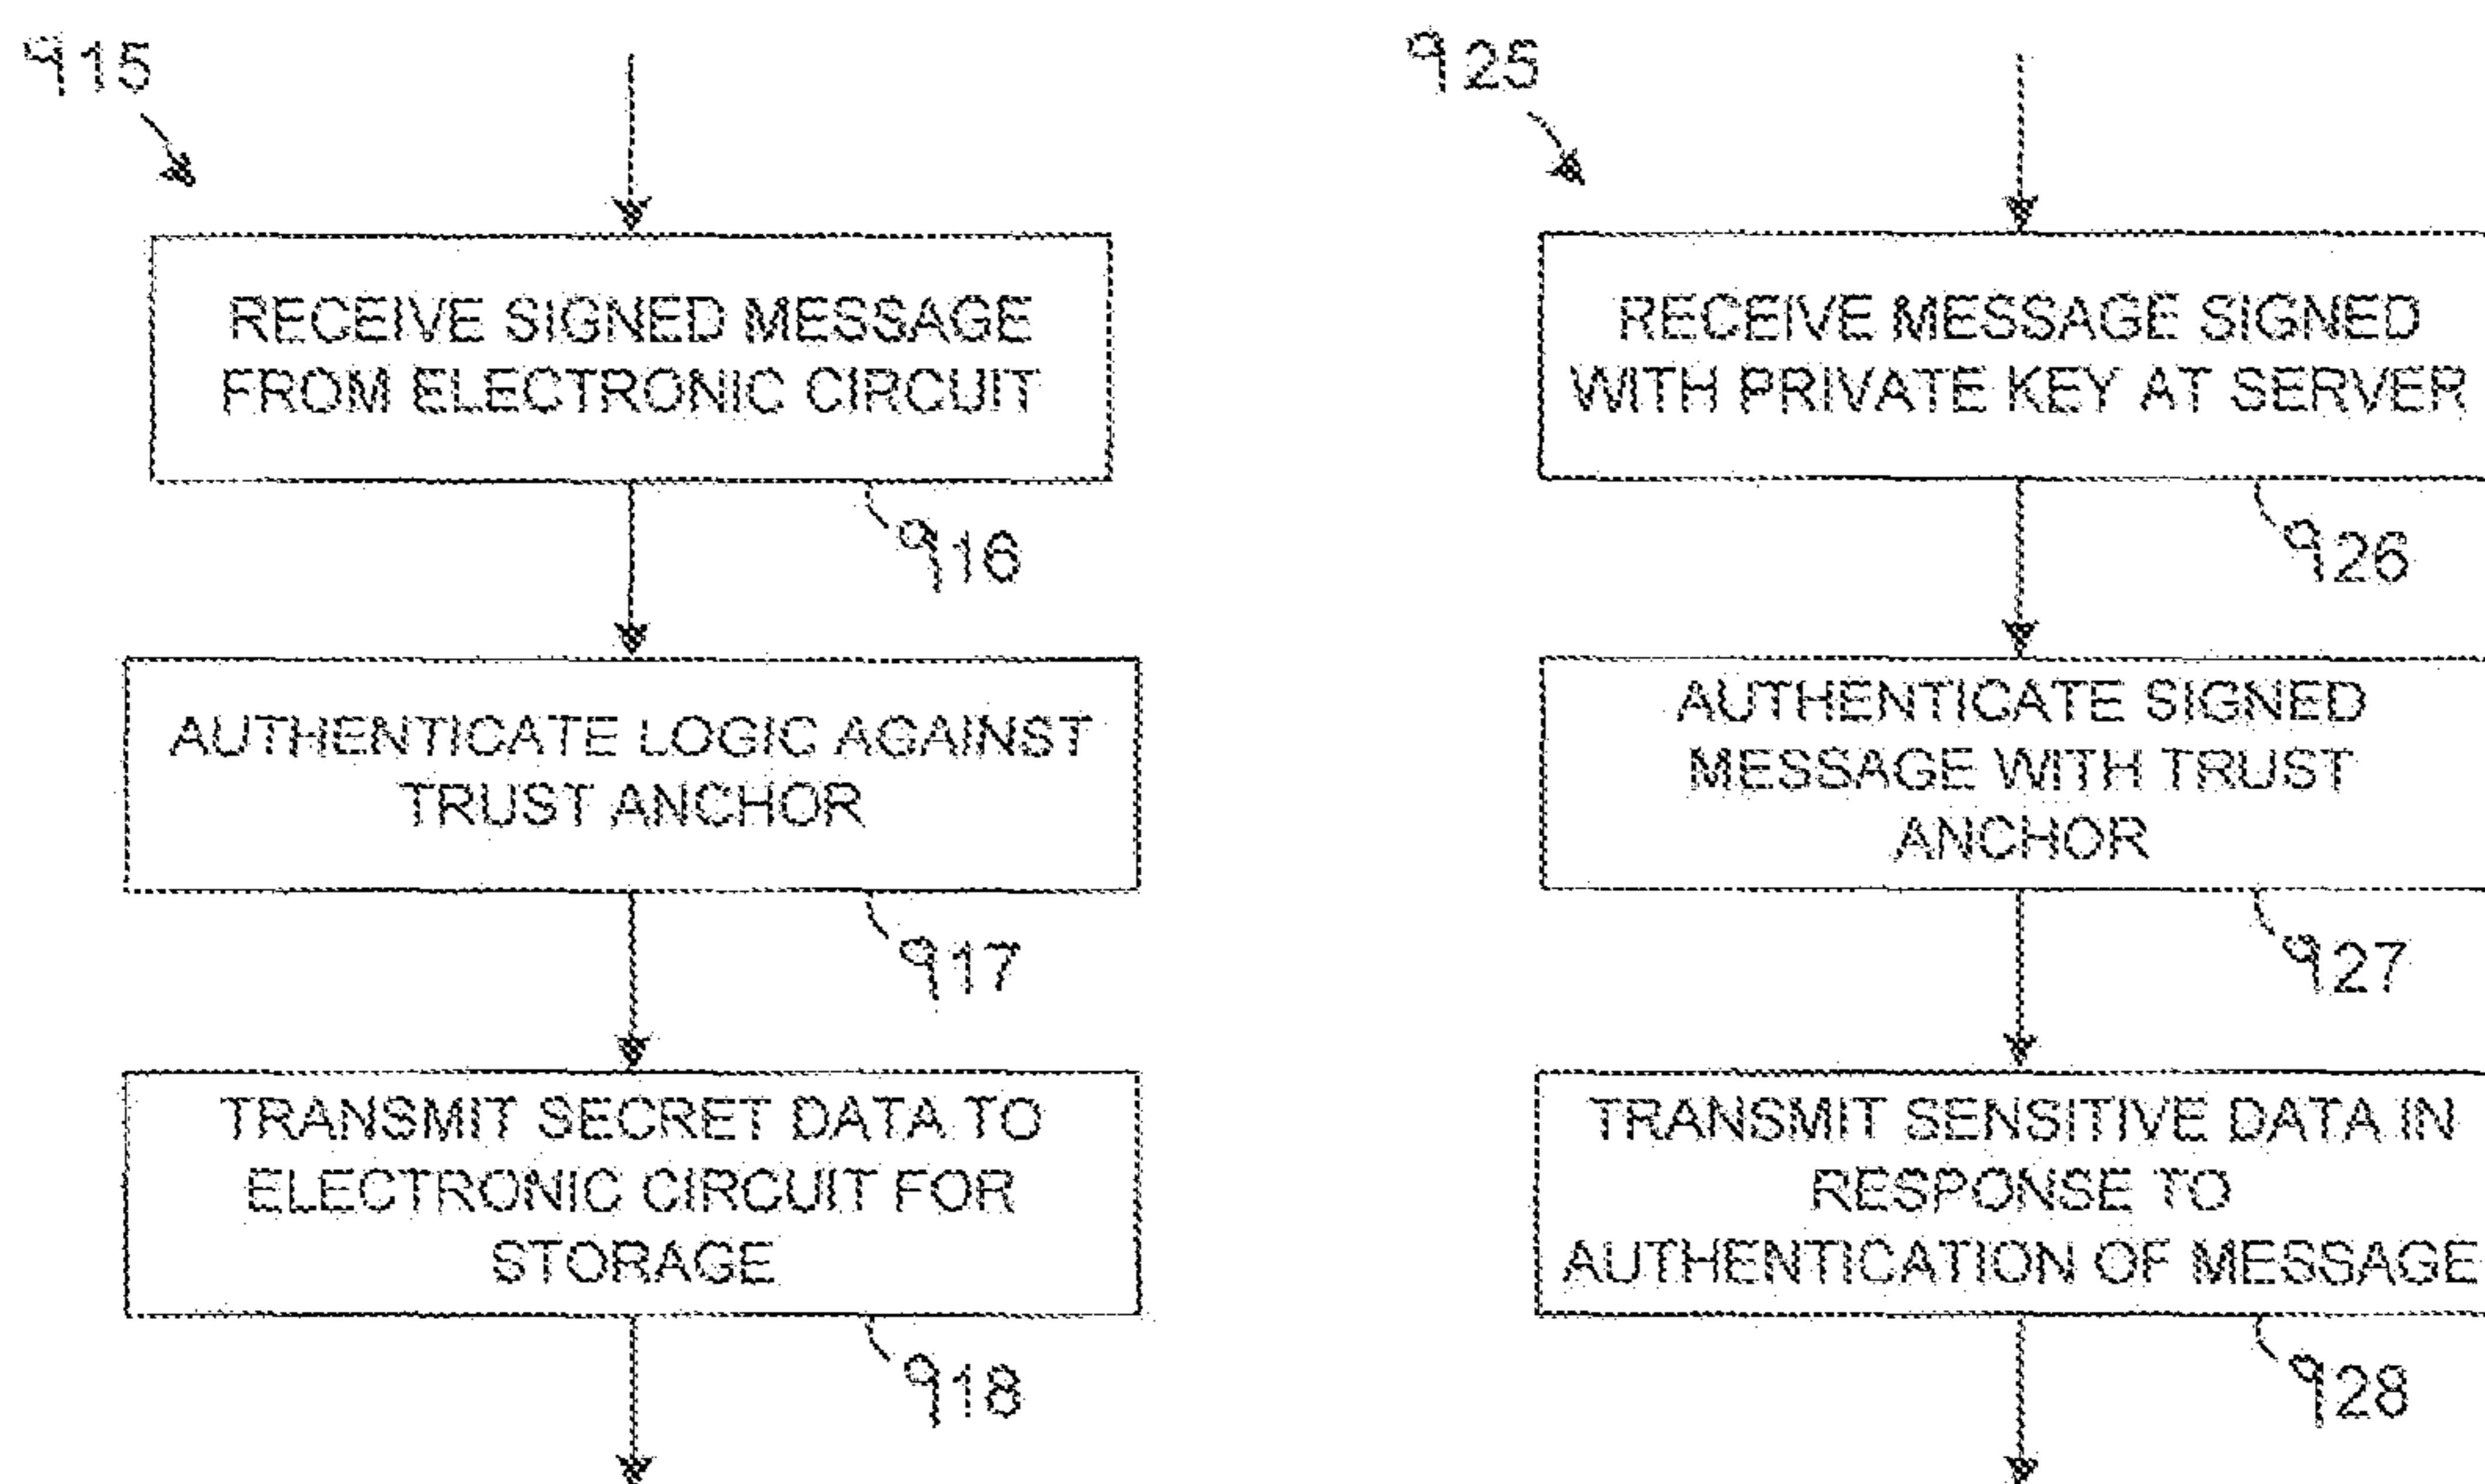 915
RECEIVE SIGNED MESSAGE
FROM ELECTRONIC CIRCUIT
916
AUTHENTICATE LOGIC AGAINST
TRUST ANCHOR
917
TRANSMIT SECRET DATA TO
ELECTRONIC CIRCUIT FOR
STORAGE
918
925
RECEIVE MESSAGE SIGNED
WITH PRIVATE KEY AT SERVER
926
AUTHENTICATE SIGNED
MESSAGE WITH TRUST
ANCHOR
927
TRANSMIT SENSITIVE DATA IN
RESPONSE TO
AUTHENTICATION OF MESSAGE
928